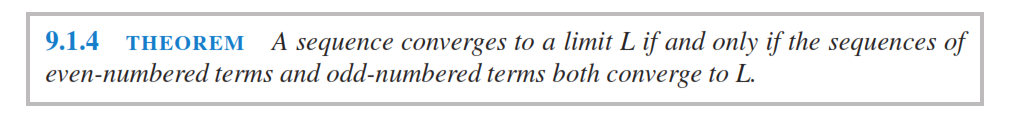 9.1.4 THEOREM A sequence converges to a limit L if and only if the sequences of
even-numbered terms and odd-numbered terms both converge to L.